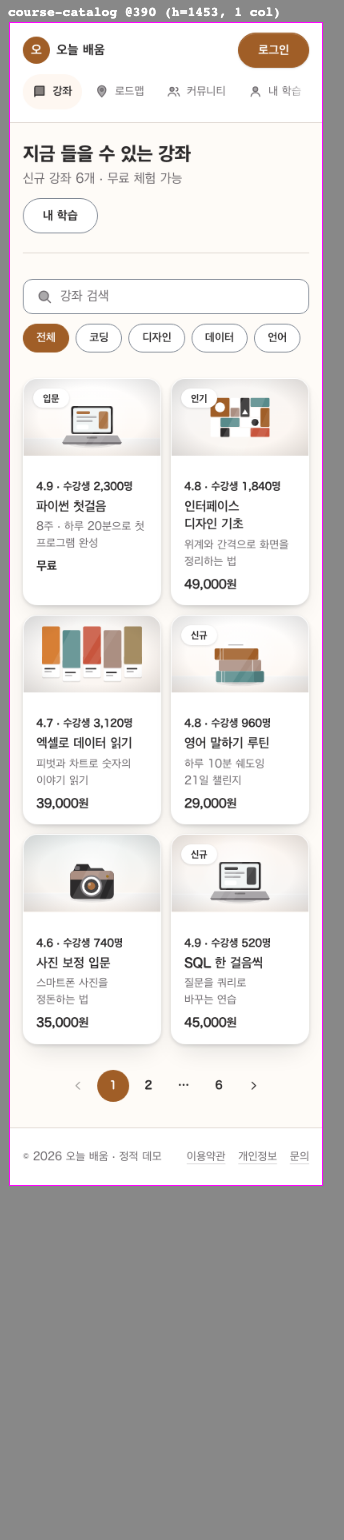 course-catalog @390 (h=1453, 1 col)
오 오늘 배움
로그인
강좌 로드맵 커뮤니티 내 학습
지금 들을 수 있는 강좌
신규 강좌 6개 · 무료 체험 가능
내 학습
강좌 검색
전체 코딩 디자인 데이터 언어
입문
4.9 · 수강생 2,300명
파이썬 첫걸음
8주 · 하루 20분으로 첫
프로그램 완성
무료
인기
4.8 · 수강생 1,840명
인터페이스
디자인 기초
위계와 간격으로 화면을
정리하는 법
49,000원
4.7 · 수강생 3,120명
엑셀로 데이터 읽기
피벗과 차트로 숫자의
이야기 읽기
39,000원
신규
4.8 · 수강생 960명
영어 말하기 루틴
하루 10분 쉐도잉
21일 챌린지
29,000원
4.6 · 수강생 740명
사진 보정 입문
스마트폰 사진을
정돈하는 법
35,000원
신규
4.9 · 수강생 520명
SQL 한 걸음씩
질문을 쿼리로
바꾸는 연습
45,000원
‹ 1 2 ··· 6 ›
© 2026 오늘 배움 · 정적 데모
이용약관 개인정보 문의